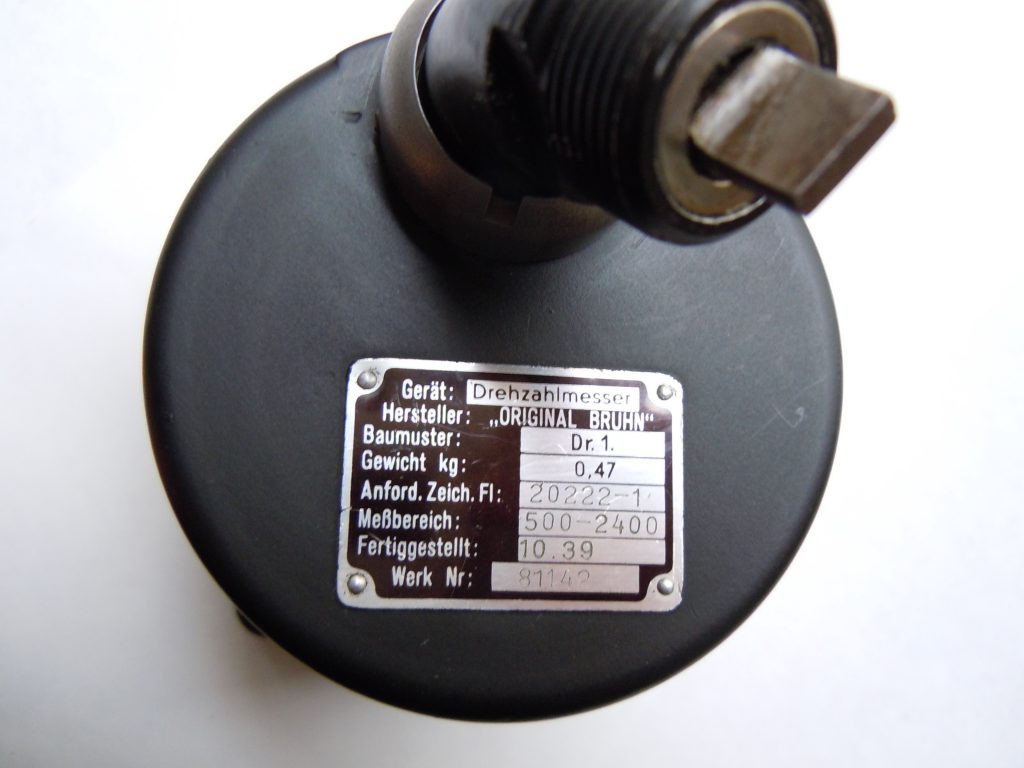 Gerät: Drehzahlmesser
Hersteller: „ORIGINAL BRUHN“
Baumuster: Dr. 1.
Gewicht kg: 0,47
Anford. Zeich. Fl: 20222-1
Meßbereich: 500-2400
Fertiggestellt: 10.39
Werk Nr: 81142